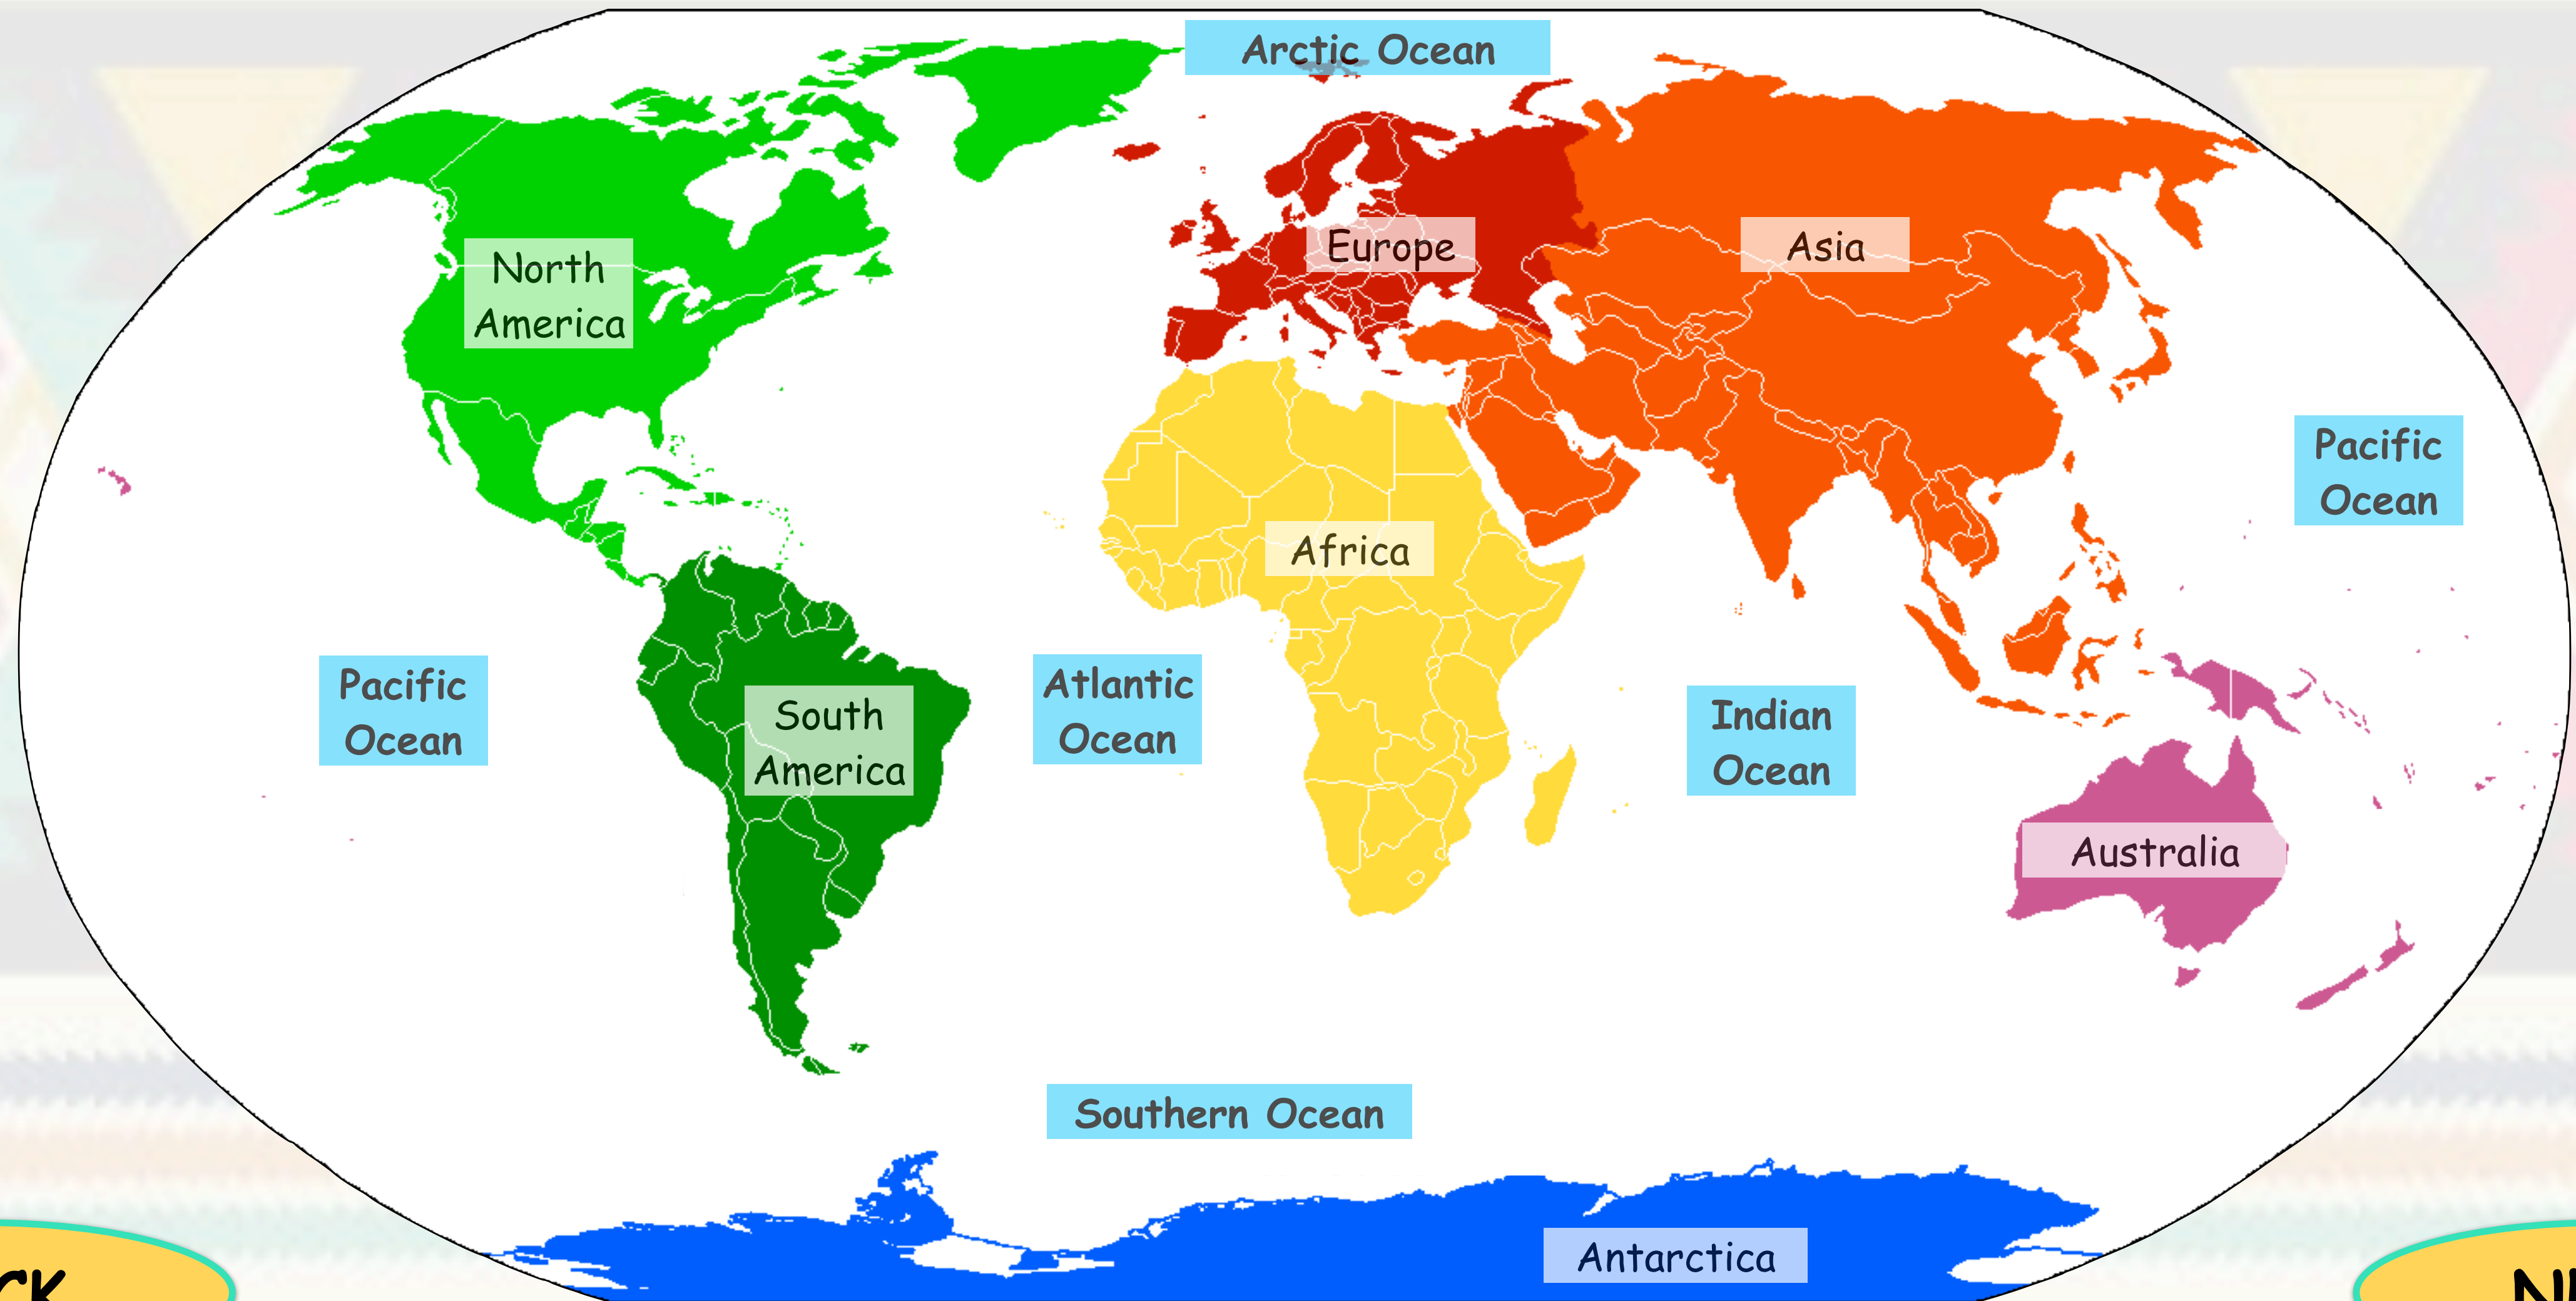 Arctic Ocean
North
America
Europe
Asia
Pacific
Ocean
Africa
Pacific
Ocean
South
America
Atlantic
Ocean
Indian
Ocean
Australia
Southern Ocean
Antarctica